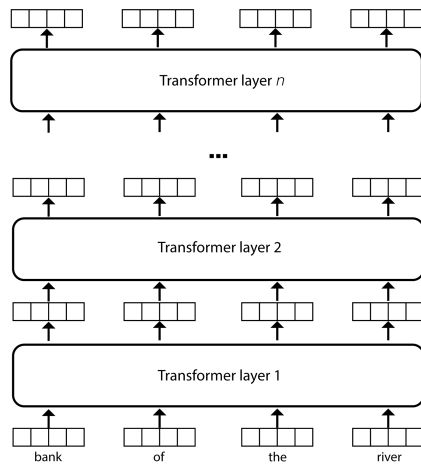 Transformer layer n
...
Transformer layer 2
Transformer layer 1
bank of the river